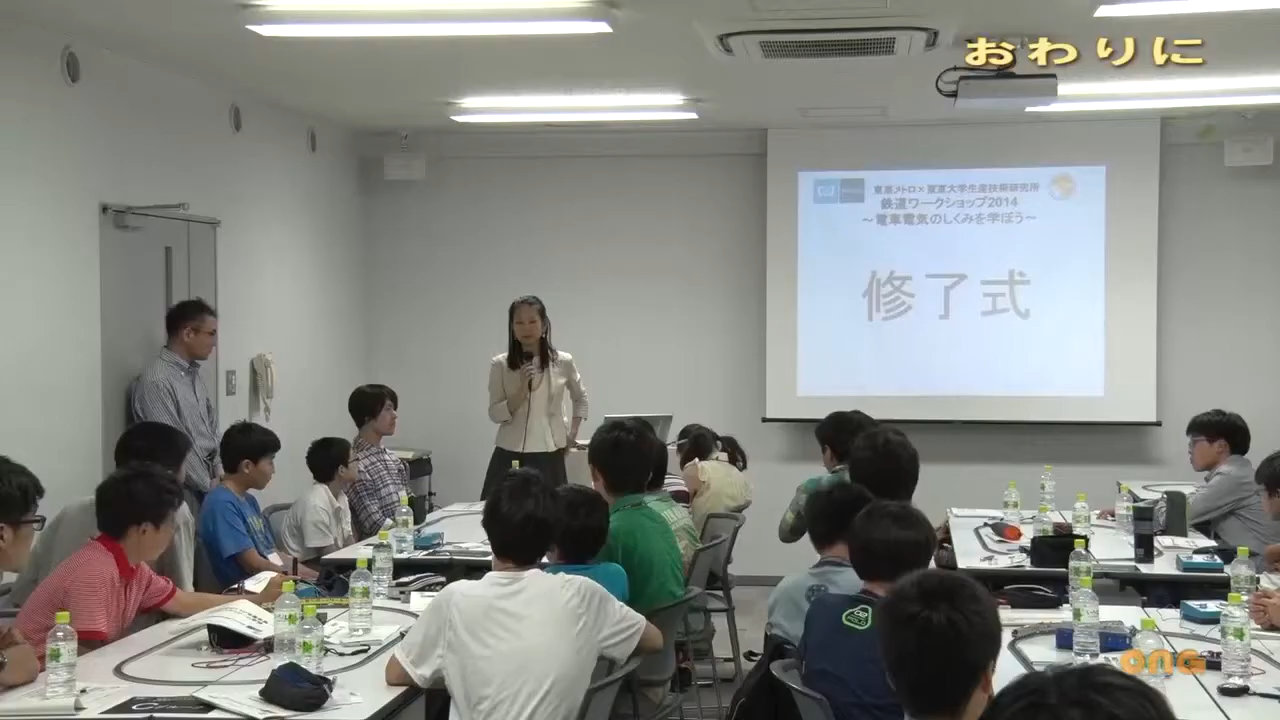 おわりに
東京メトロ×東京大学生産技術研究所
鉄道ワークショップ2014
～電車電気のしくみを学ぼう～
修了式
ONG